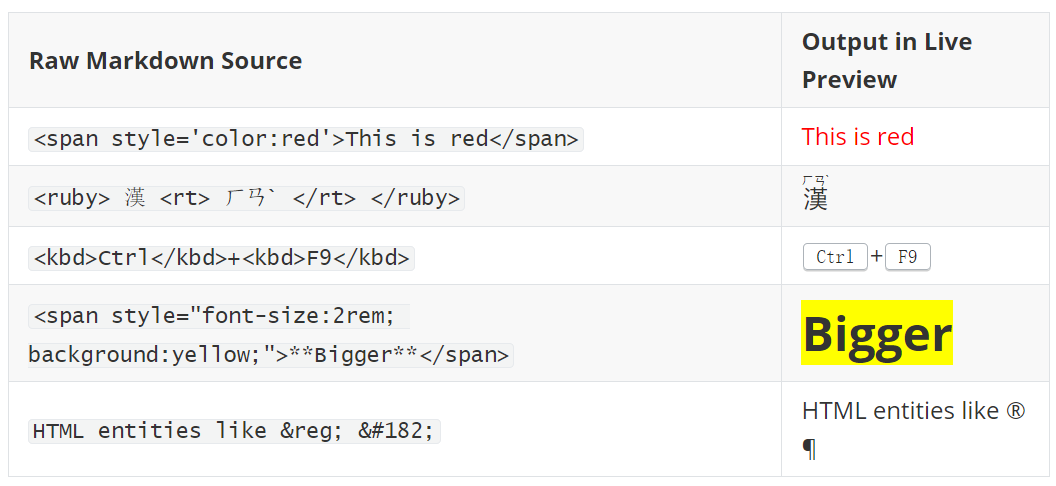 Raw Markdown Source
Output in Live
Preview
<span style='color:red'>This is red</span>
This is red
<ruby> 漢 <rt> ㄏㄢˋ </rt> </ruby>
ㄏㄢˋ
漢
<kbd>Ctrl</kbd>+<kbd>F9</kbd>
Ctrl+F9
<span style="font-size:2rem;
background:yellow;">**Bigger**</span>
Bigger
HTML entities like &reg; &#182;
HTML entities like ®
¶